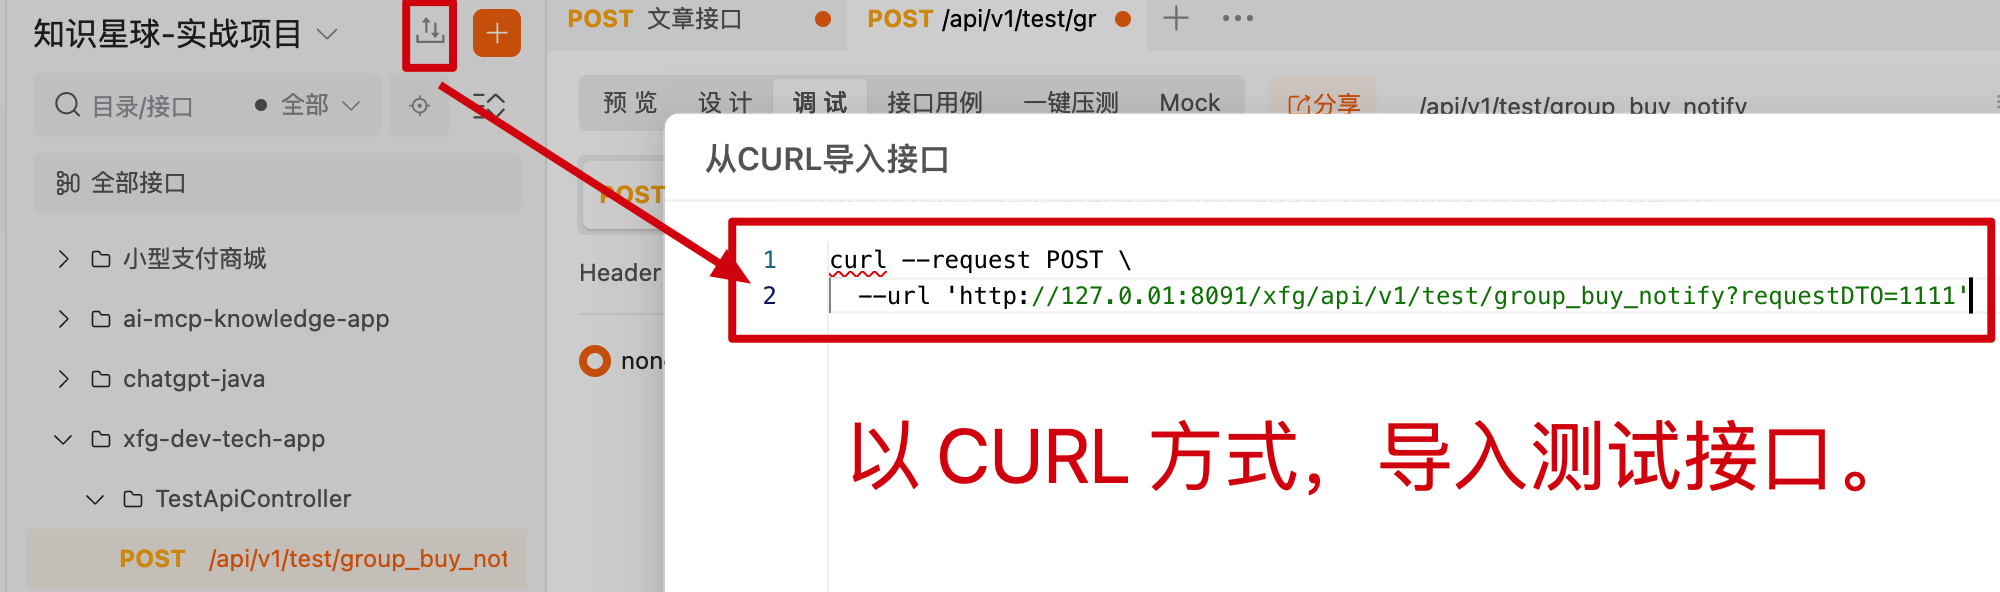 知识星球-实战项目
目录/接口
全部
全部接口
小型支付商城
ai-mcp-knowledge-app
chatgpt-java
xfg-dev-tech-app
TestApiController
POST /api/v1/test/group_buy_not
POST 文章接口
POST /api/v1/test/gr
预 览
设 计
调 试
接口用例
一键压测
Mock
分享
/api/v1/test/group_buy_notify
POST
Header
none
从CURL导入接口
1 curl --request POST \
2 --url 'http://127.0.01:8091/xfg/api/v1/test/group_buy_notify?requestDTO=1111'
以 CURL 方式，导入测试接口。